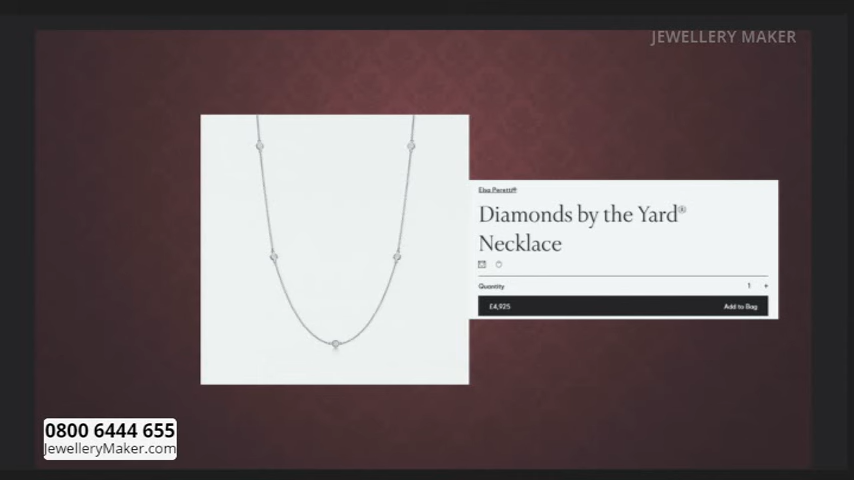 JEWELLERY MAKER
Elsa Peretti®
Diamonds by the Yard®
Necklace
Quantity 1 +
£4,925 Add to Bag
0800 6444 655
JewelleryMaker.com